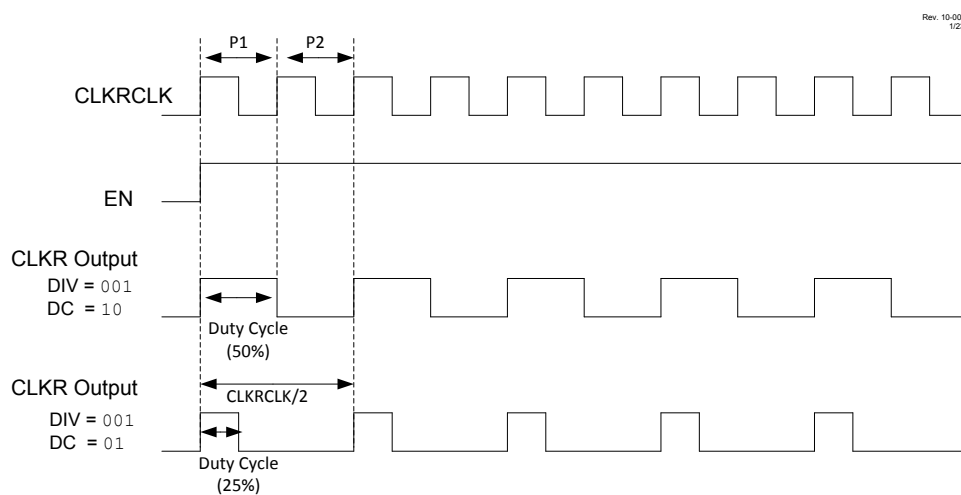 Rev. 10-00
1/2
P1 P2
CLKRCLK
EN
CLKR Output
DIV = 001
DC = 10
Duty Cycle
(50%)
CLKR Output
CLKRCLK/2
DIV = 001
DC = 01
Duty Cycle
(25%)